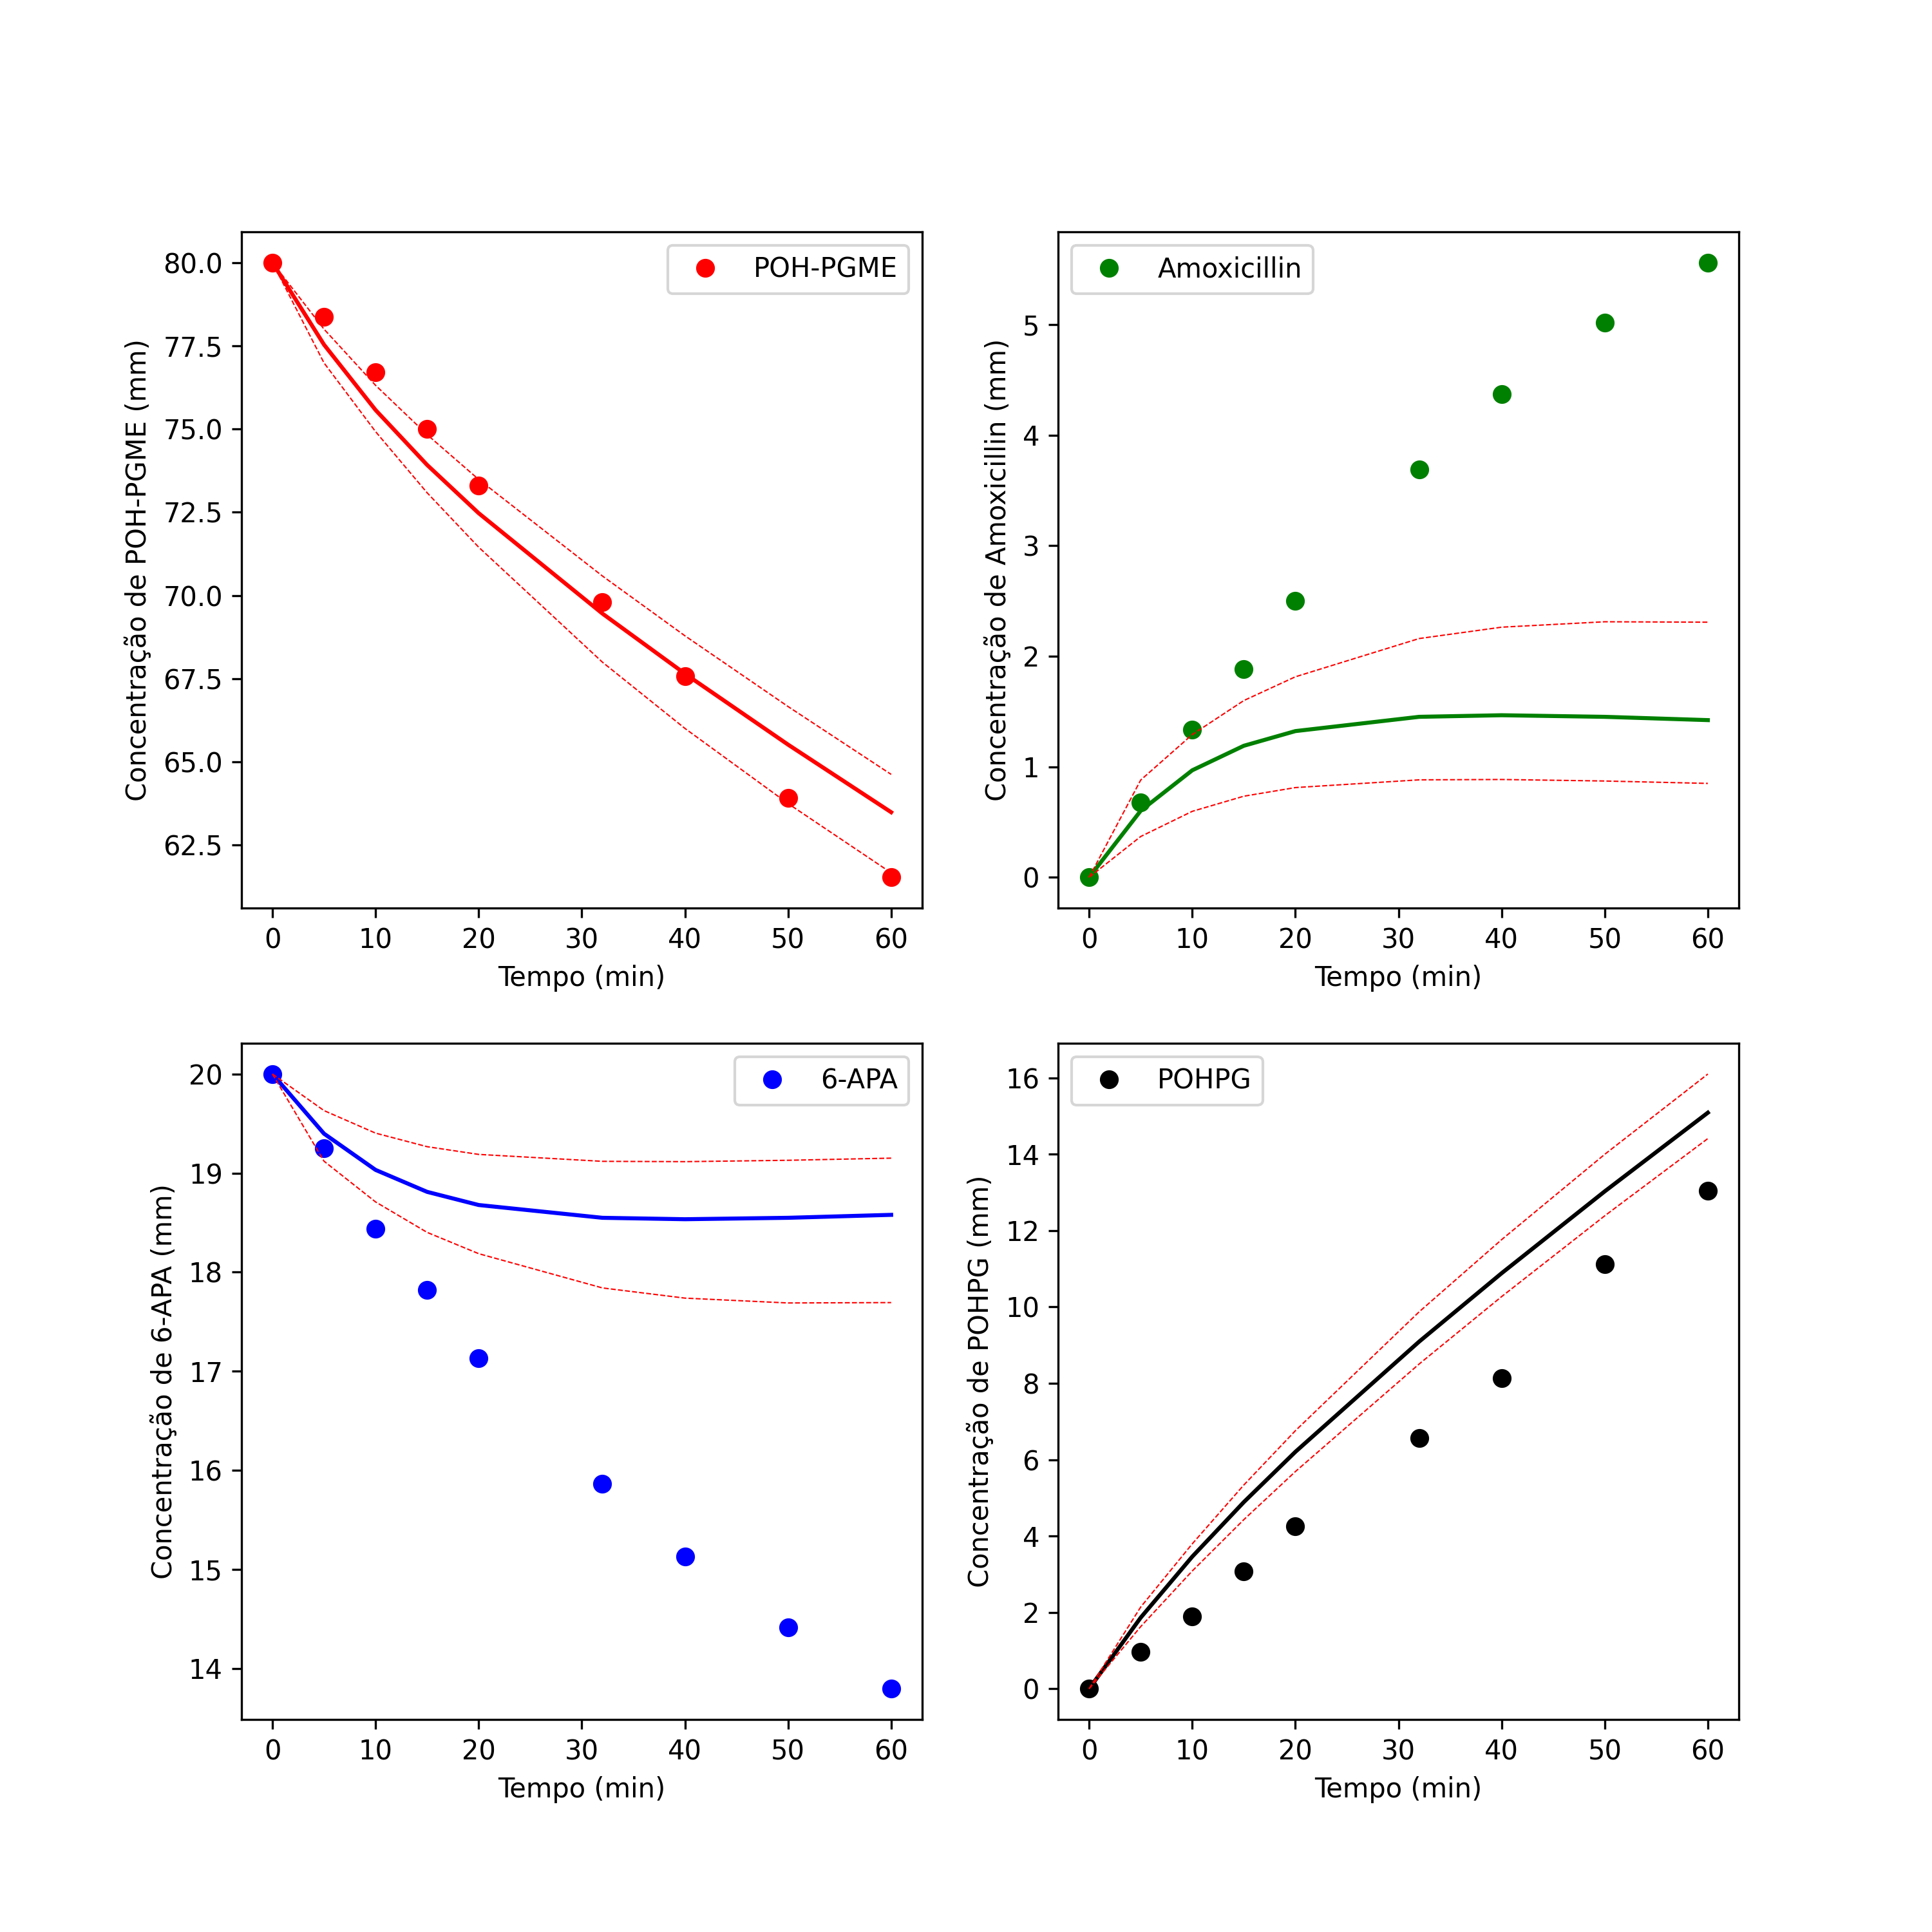 POH-PGME
80.0
77.5
75.0
72.5
70.0
67.5
65.0
62.5
Concentração de POH-PGME (mm)
0 10 20 30 40 50 60
Tempo (min)
Amoxicillin
5
4
3
2
1
0
Concentração de Amoxicillin (mm)
0 10 20 30 40 50 60
Tempo (min)
6-APA
20
19
18
17
16
15
14
Concentração de 6-APA (mm)
0 10 20 30 40 50 60
Tempo (min)
POHPG
16
14
12
10
8
6
4
2
0
Concentração de POHPG (mm)
0 10 20 30 40 50 60
Tempo (min)